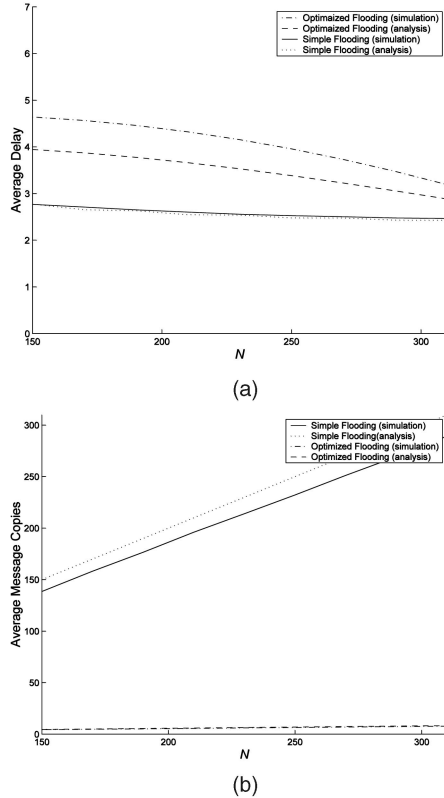 7
6
5
4
3
2
1
0
Average Delay
Optimaized Flooding (simulation)
Optimaized Flooding (analysis)
Simple Flooding (simulation)
Simple Flooding (analysis)
150
200
250
300
N
(a)
300
250
200
150
100
50
0
Average Message Copies
Simple Flooding (simulation)
Simple Flooding(analysis)
Optimized Flooding (simulation)
Optimized Flooding (analysis)
150
200
250
300
N
(b)